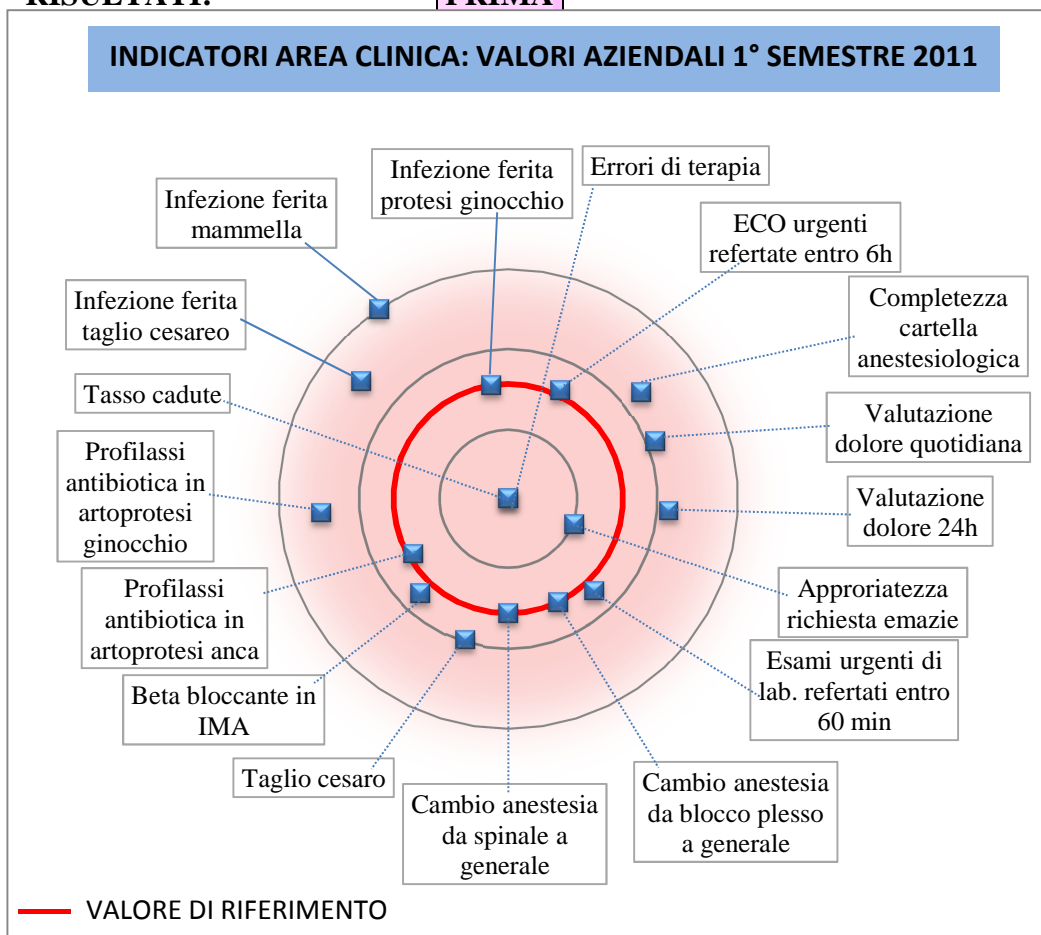 RISULTATI:
PRIMA
INDICATORI AREA CLINICA: VALORI AZIENDALI 1° SEMESTRE 2011
Infezione ferita
protesi ginocchio
Errori di terapia
Infezione ferita
mammella
ECO urgenti
refertate entro 6h
Infezione ferita
taglio cesareo
Completezza
cartella
anestesiologica
Tasso cadute
Valutazione
dolore quotidiana
Profilassi
antibiotica in
artoprotesi
ginocchio
Valutazione
dolore 24h
Profilassi
antibiotica in
artoprotesi anca
Approriatezza
richiesta emazie
Beta bloccante in
IMA
Esami urgenti di
lab. refertati entro
60 min
Taglio cesaro
Cambio anestesia
da spinale a
generale
Cambio anestesia
da blocco plesso
a generale
VALORE DI RIFERIMENTO